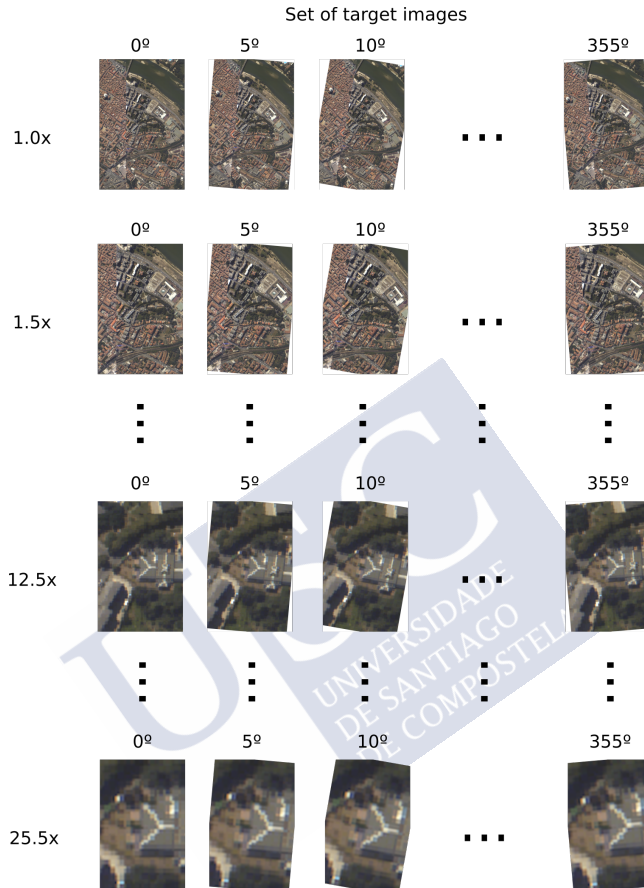 Set of target images
0º 5º 10º 355º
1.0x
0º 5º 10º 355º
1.5x
0º 5º 10º 355º
12.5x
USC
UNIVERSIDADE
DE SANTIAGO
DE COMPOSTELA
0º 5º 10º 355º
25.5x